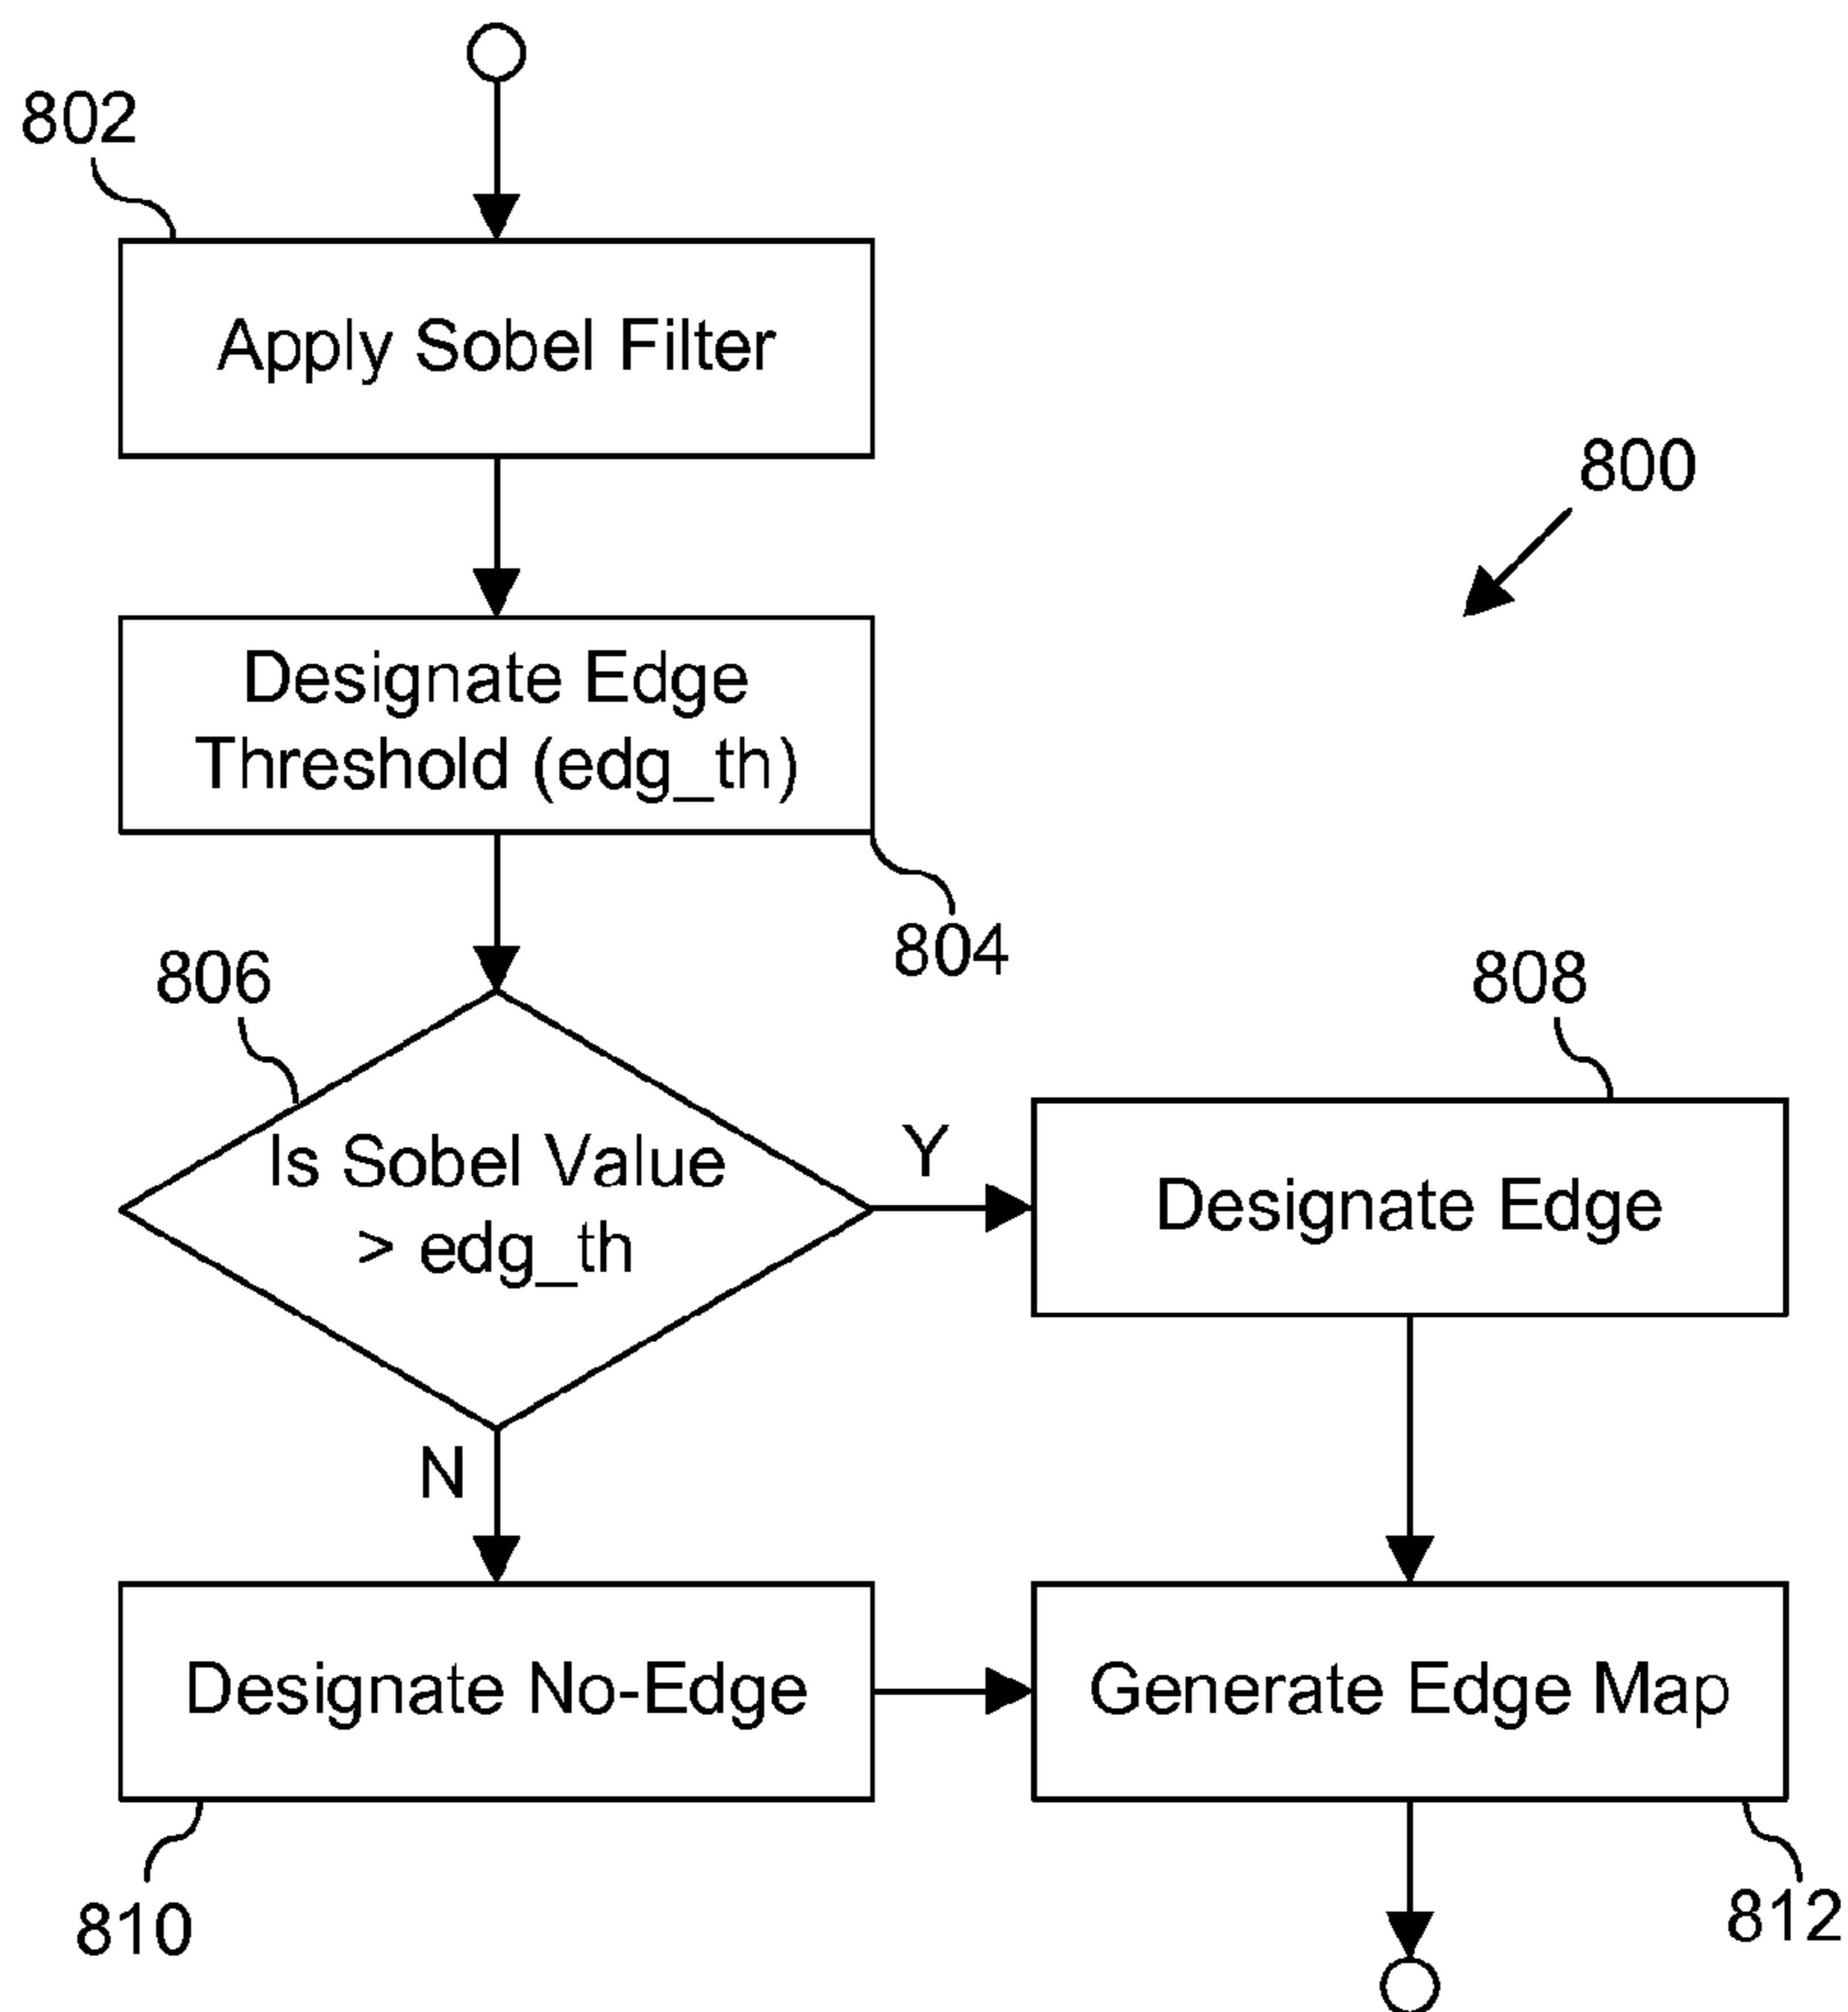 802
Apply Sobel Filter
800
Designate Edge
Threshold (edg_th)
804
806
808
Is Sobel Value
> edg_th
Y
Designate Edge
N
Designate No-Edge
Generate Edge Map
810
812